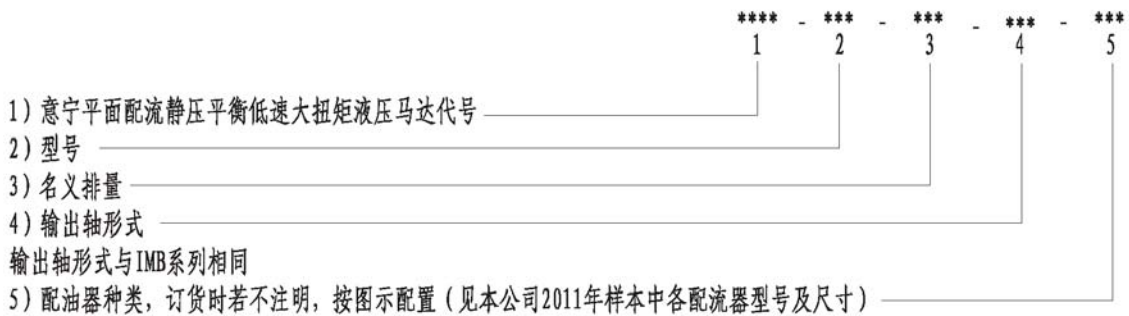 **** - *** - *** - *** - ***
1 2 3 4 5
1）意宁平面配流静压平衡低速大扭矩液压马达代号
2）型号
3）名义排量
4）输出轴形式
输出轴形式与IMB系列相同
5）配油器种类，订货时若不注明，按图示配置（见本公司2011年样本中各配流器型号及尺寸）